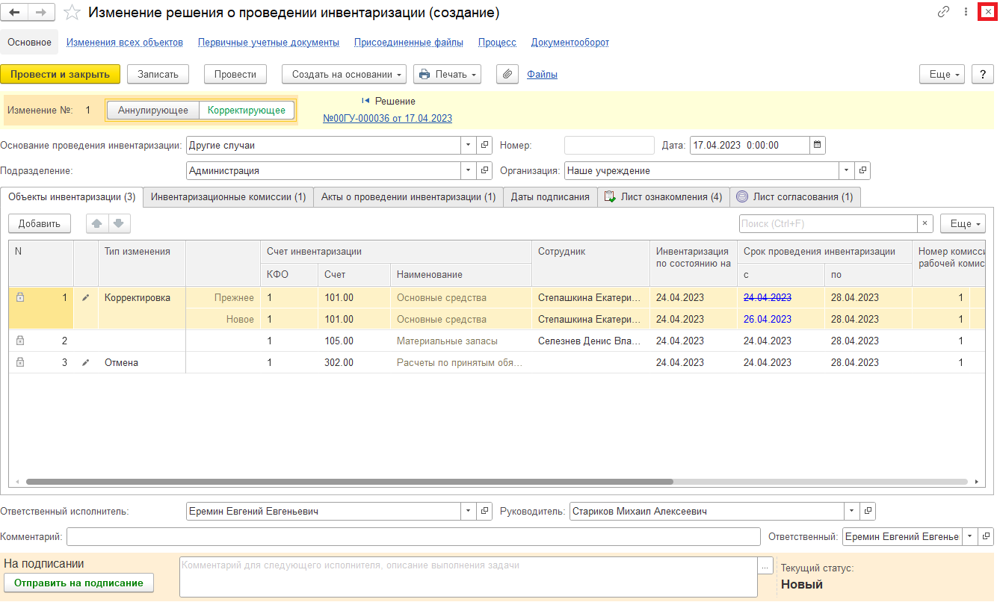 Изменение решения о проведении инвентаризации (создание)
Основное Изменения всех объектов Первичные учетные документы Присоединенные файлы Процесс Документооборот
Провести и закрыть Записать Провести Создать на основании Печать Файлы Еще ?
Изменение №: 1 Аннулирующее Корректирующее Решение
№00ГУ-000036 от 17.04.2023
Основание проведения инвентаризации: Другие случаи Номер: Дата: 17.04.2023 0:00:00
Подразделение: Администрация Организация: Наше учреждение
Объекты инвентаризации (3) Инвентаризационные комиссии (1) Акты о проведении инвентаризации (1) Даты подписания Лист ознакомления (4) Лист согласования (1)
Добавить Поиск (Ctrl+F) × Еще
N Тип изменения Счет инвентаризации Сотрудник Инвентаризация по состоянию на Срок проведения инвентаризации Номер комисси рабочей комис
КФО Счет Наименование с по
1 Корректировка Прежнее 1 101.00 Основные средства Степашкина Екатери... 24.04.2023 24.04.2023 28.04.2023 1
Новое 1 101.00 Основные средства Степашкина Екатери... 24.04.2023 26.04.2023 28.04.2023 1
2 1 105.00 Материальные запасы Селезнев Денис Вла... 24.04.2023 24.04.2023 28.04.2023 1
3 Отмена 1 302.00 Расчеты по принятым обя... 24.04.2023 24.04.2023 28.04.2023 1
Ответственный исполнитель: Еремин Евгений Евгеньевич Руководитель: Стариков Михаил Алексеевич
Комментарий: Ответственный: Еремин Евгений Евгенье
На подписании Комментарий для следующего исполнителя, описание выполнения задачи ... Текущий статус:
Отправить на подписание Новый